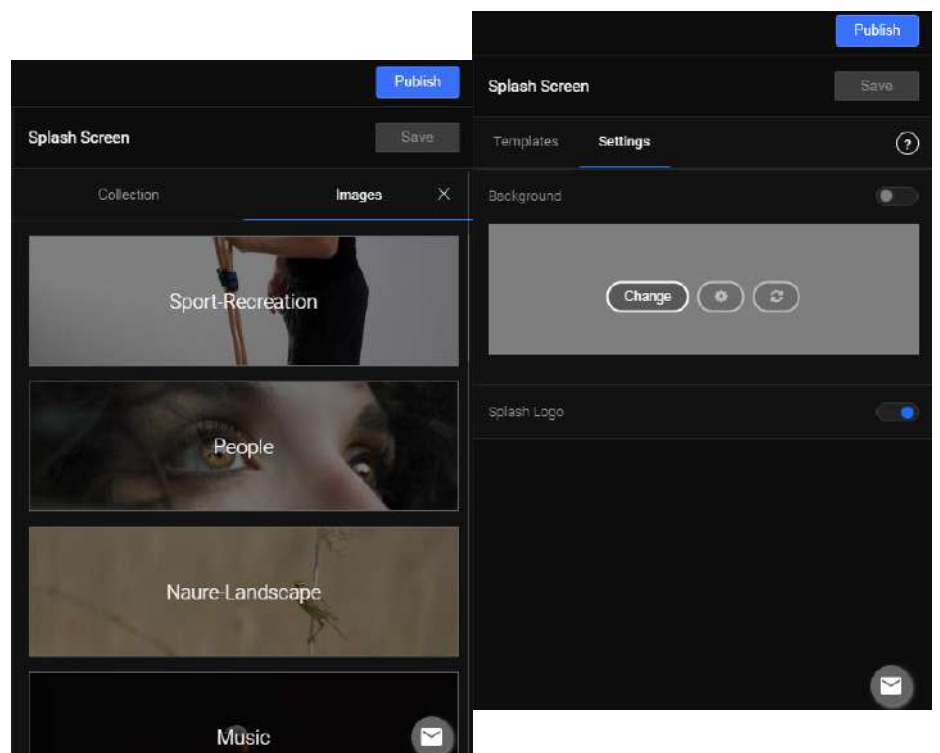 Publish
Splash Screen
Save
Collection
Images
Sport-Recreation
People
Naure-Landscape
Music
Publish
Splash Screen
Save
Templates
Settings
?
Background
Change
Splash Logo